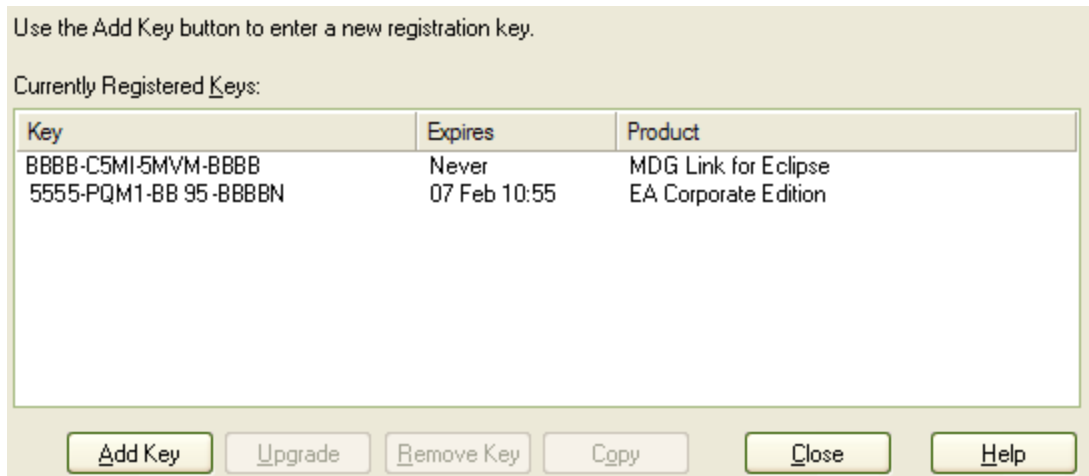 Use the Add Key button to enter a new registration key.
Currently Registered Keys:
Key Expires Product
BBBB-C5MI-5MVM-BBBB Never MDG Link for Eclipse
5555-PQM1-BB 95-BBBBN 07 Feb 10:55 EA Corporate Edition
Add Key Upgrade Remove Key Copy Close Help